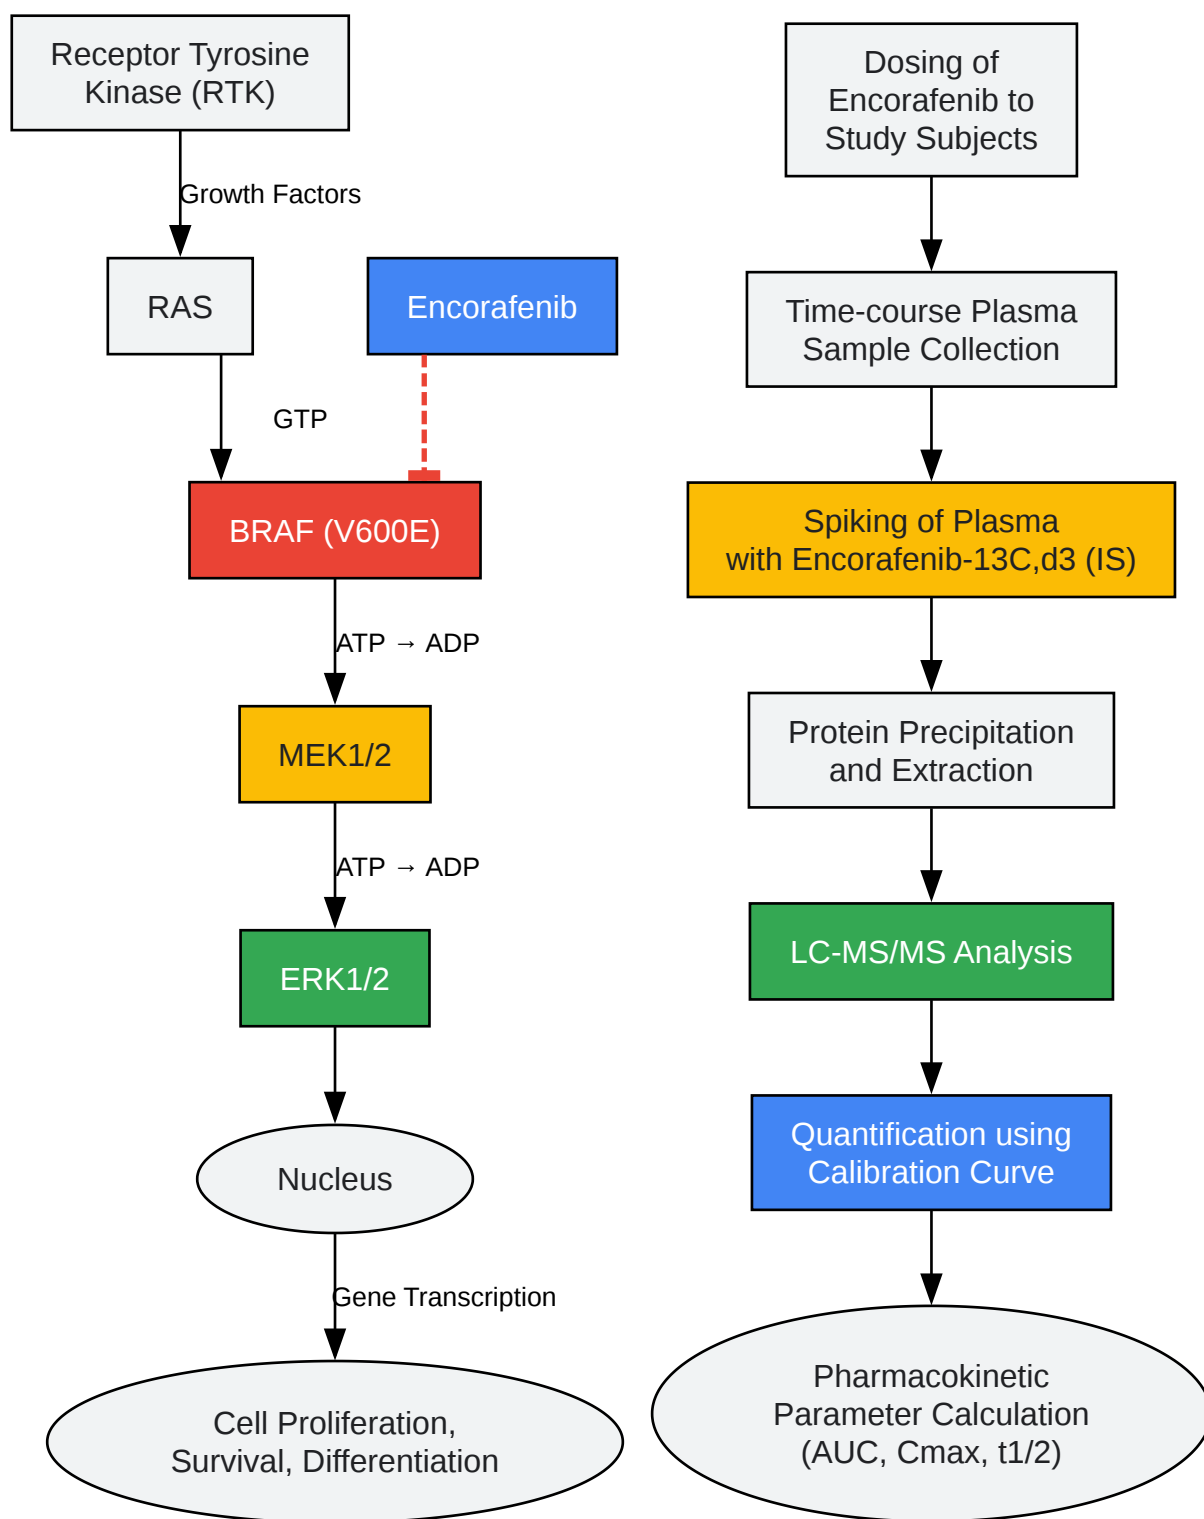 Receptor Tyrosine
Kinase (RTK)
Growth Factors
RAS
Encorafenib
GTP
BRAF (V600E)
ATP → ADP
MEK1/2
ATP → ADP
ERK1/2
Nucleus
Gene Transcription
Cell Proliferation,
Survival, Differentiation
Dosing of
Encorafenib to
Study Subjects
Time-course Plasma
Sample Collection
Spiking of Plasma
with Encorafenib-13C,d3 (IS)
Protein Precipitation
and Extraction
LC-MS/MS Analysis
Quantification using
Calibration Curve
Pharmacokinetic
Parameter Calculation
(AUC, Cmax, t1/2)